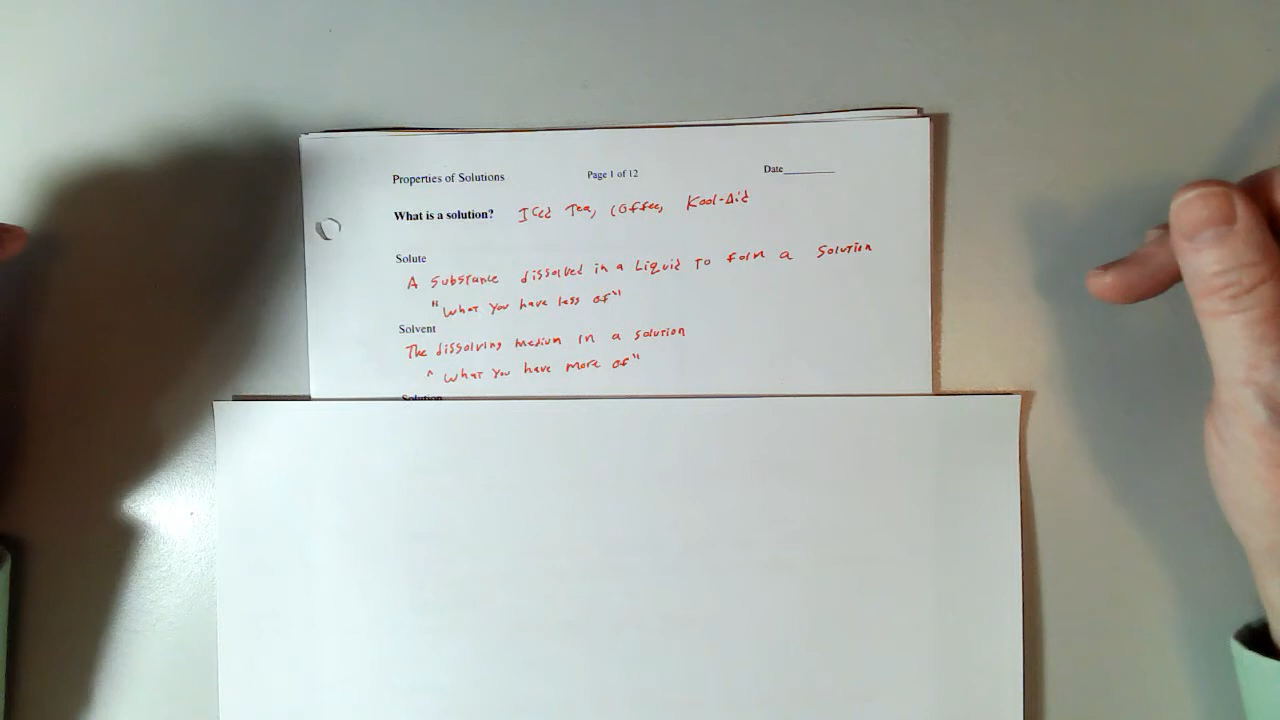 Properties of Solutions Page 1 of 12 Date________
What is a solution? Iced Tea, Coffee, Kool-Aid
Solute
A substance dissolved in a Liquid to form a solution
"What you have less of"
Solvent
The dissolving medium in a solution
"What you have more of"
Solution